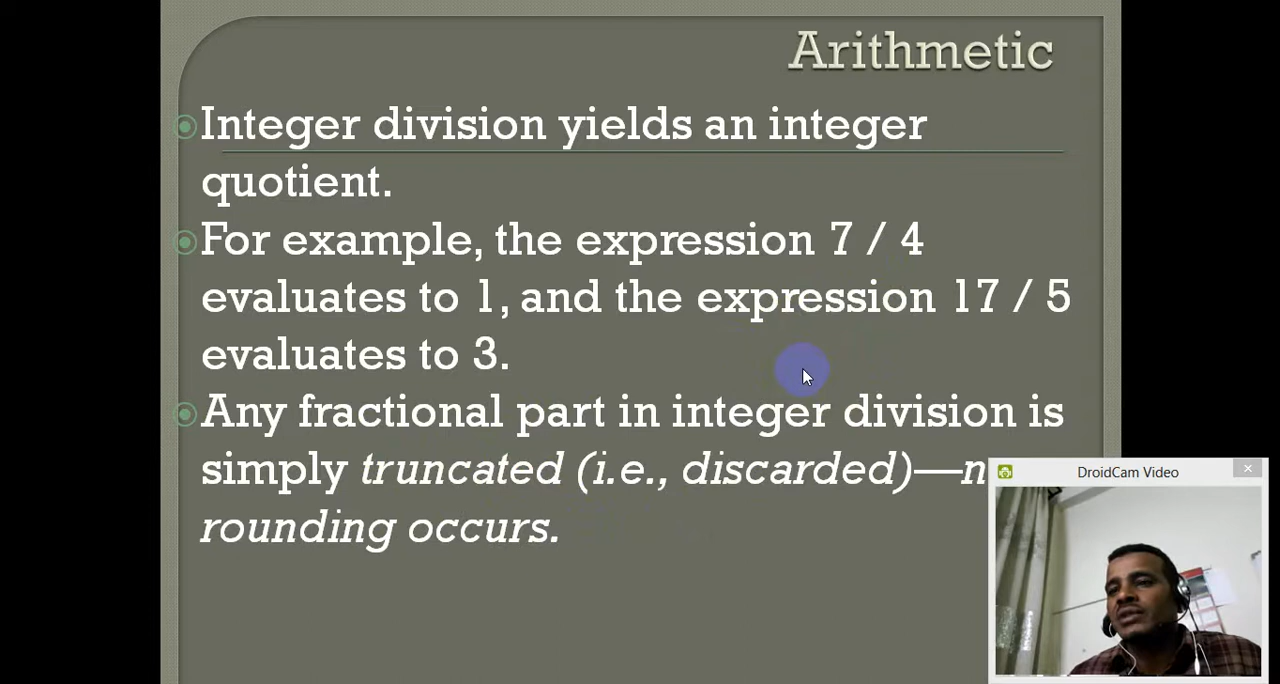 Arithmetic
Integer division yields an integer
quotient.
For example, the expression 7 / 4
evaluates to 1, and the expression 17 / 5
evaluates to 3.
Any fractional part in integer division is
simply truncated (i.e., discarded)—
rounding occurs.
DroidCam Video